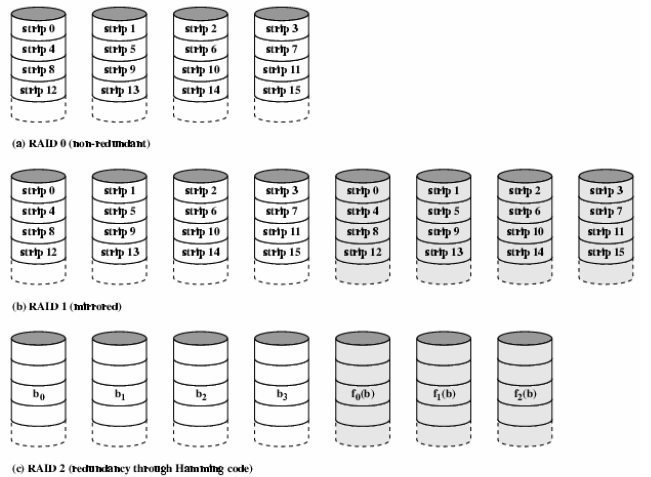 strip 0 strip 1 strip 2 strip 3
strip 4 strip 5 strip 6 strip 7
strip 8 strip 9 strip 10 strip 11
strip 12 strip 13 strip 14 strip 15
(a) RAID 0 (non-redundant)
strip 0 strip 1 strip 2 strip 3 strip 0 strip 1 strip 2 strip 3
strip 4 strip 5 strip 6 strip 7 strip 4 strip 5 strip 6 strip 7
strip 8 strip 9 strip 10 strip 11 strip 8 strip 9 strip 10 strip 11
strip 12 strip 13 strip 14 strip 15 strip 12 strip 13 strip 14 strip 15
(b) RAID 1 (mirrored)
b₀ b₁ b₂ b₃ f₀(b) f₁(b) f₂(b)
(c) RAID 2 (redundancy through Hamming code)